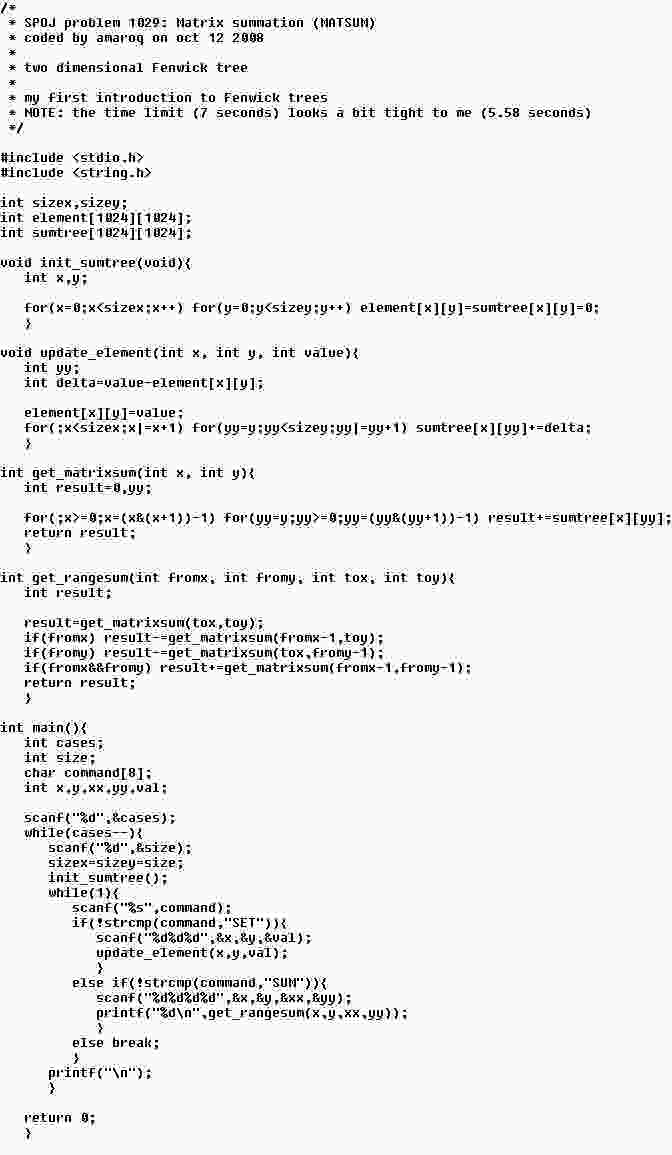 /*
 * SPOJ problem 1029: Matrix summation (MATSUM)
 * coded by amaroq on oct 12 2008
 *
 * two dimensional Fenwick tree
 *
 * my first introduction to Fenwick trees
 * NOTE: the time limit (7 seconds) looks a bit tight to me (5.58 seconds)
 */

#include <stdio.h>
#include <string.h>

int sizex,sizey;
int element[1024][1024];
int sumtree[1024][1024];

void init_sumtree(void){
   int x,y;

   for(x=0;x<sizex;x++) for(y=0;y<sizey;y++) element[x][y]=sumtree[x][y]=0;
   }

void update_element(int x, int y, int value){
   int yy;
   int delta=value-element[x][y];

   element[x][y]=value;
   for(;x<sizex;x|=x+1) for(yy=y;yy<sizey;yy|=yy+1) sumtree[x][yy]+=delta;
   }

int get_matrixsum(int x, int y){
   int result=0,yy;

   for(;x>=0;x=(x&(x+1))-1) for(yy=y;yy>=0;yy=(yy&(yy+1))-1) result+=sumtree[x][yy];
   return result;
   }

int get_rangesum(int fromx, int fromy, int tox, int toy){
   int result;

   result=get_matrixsum(tox,toy);
   if(fromx) result-=get_matrixsum(fromx-1,toy);
   if(fromy) result-=get_matrixsum(tox,fromy-1);
   if(fromx&&fromy) result+=get_matrixsum(fromx-1,fromy-1);
   return result;
   }

int main(){
   int cases;
   int size;
   char command[8];
   int x,y,xx,yy,val;

   scanf("%d",&cases);
   while(cases--){
      scanf("%d",&size);
      sizex=sizey=size;
      init_sumtree();
      while(1){
         scanf("%s",command);
         if(!strcmp(command,"SET")){
            scanf("%d%d%d",&x,&y,&val);
            update_element(x,y,val);
            }
         else if(!strcmp(command,"SUM")){
            scanf("%d%d%d%d",&x,&y,&xx,&yy);
            printf("%d\n",get_rangesum(x,y,xx,yy));
            }
         else break;
         }
      printf("\n");
      }

   return 0;
   }